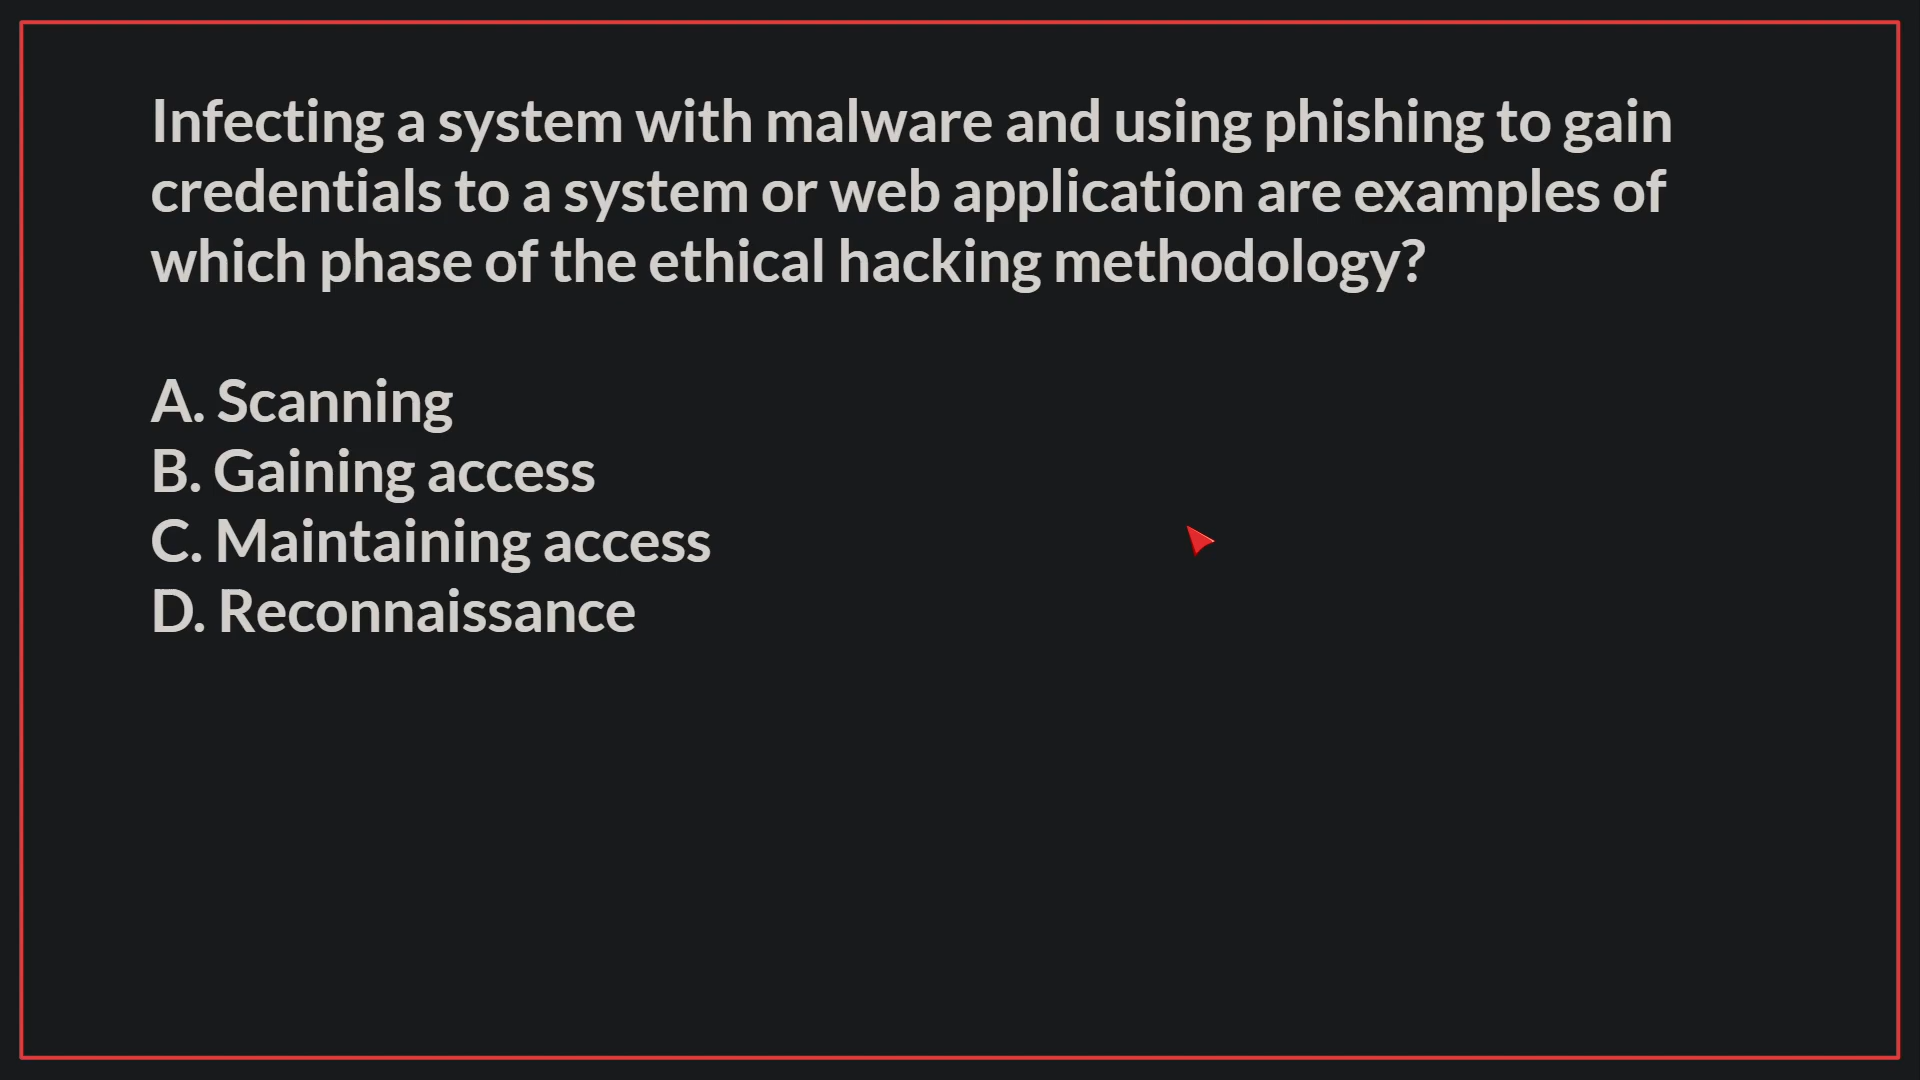 Infecting a system with malware and using phishing to gain
credentials to a system or web application are examples of
which phase of the ethical hacking methodology?
A. Scanning
B. Gaining access
C. Maintaining access
D. Reconnaissance